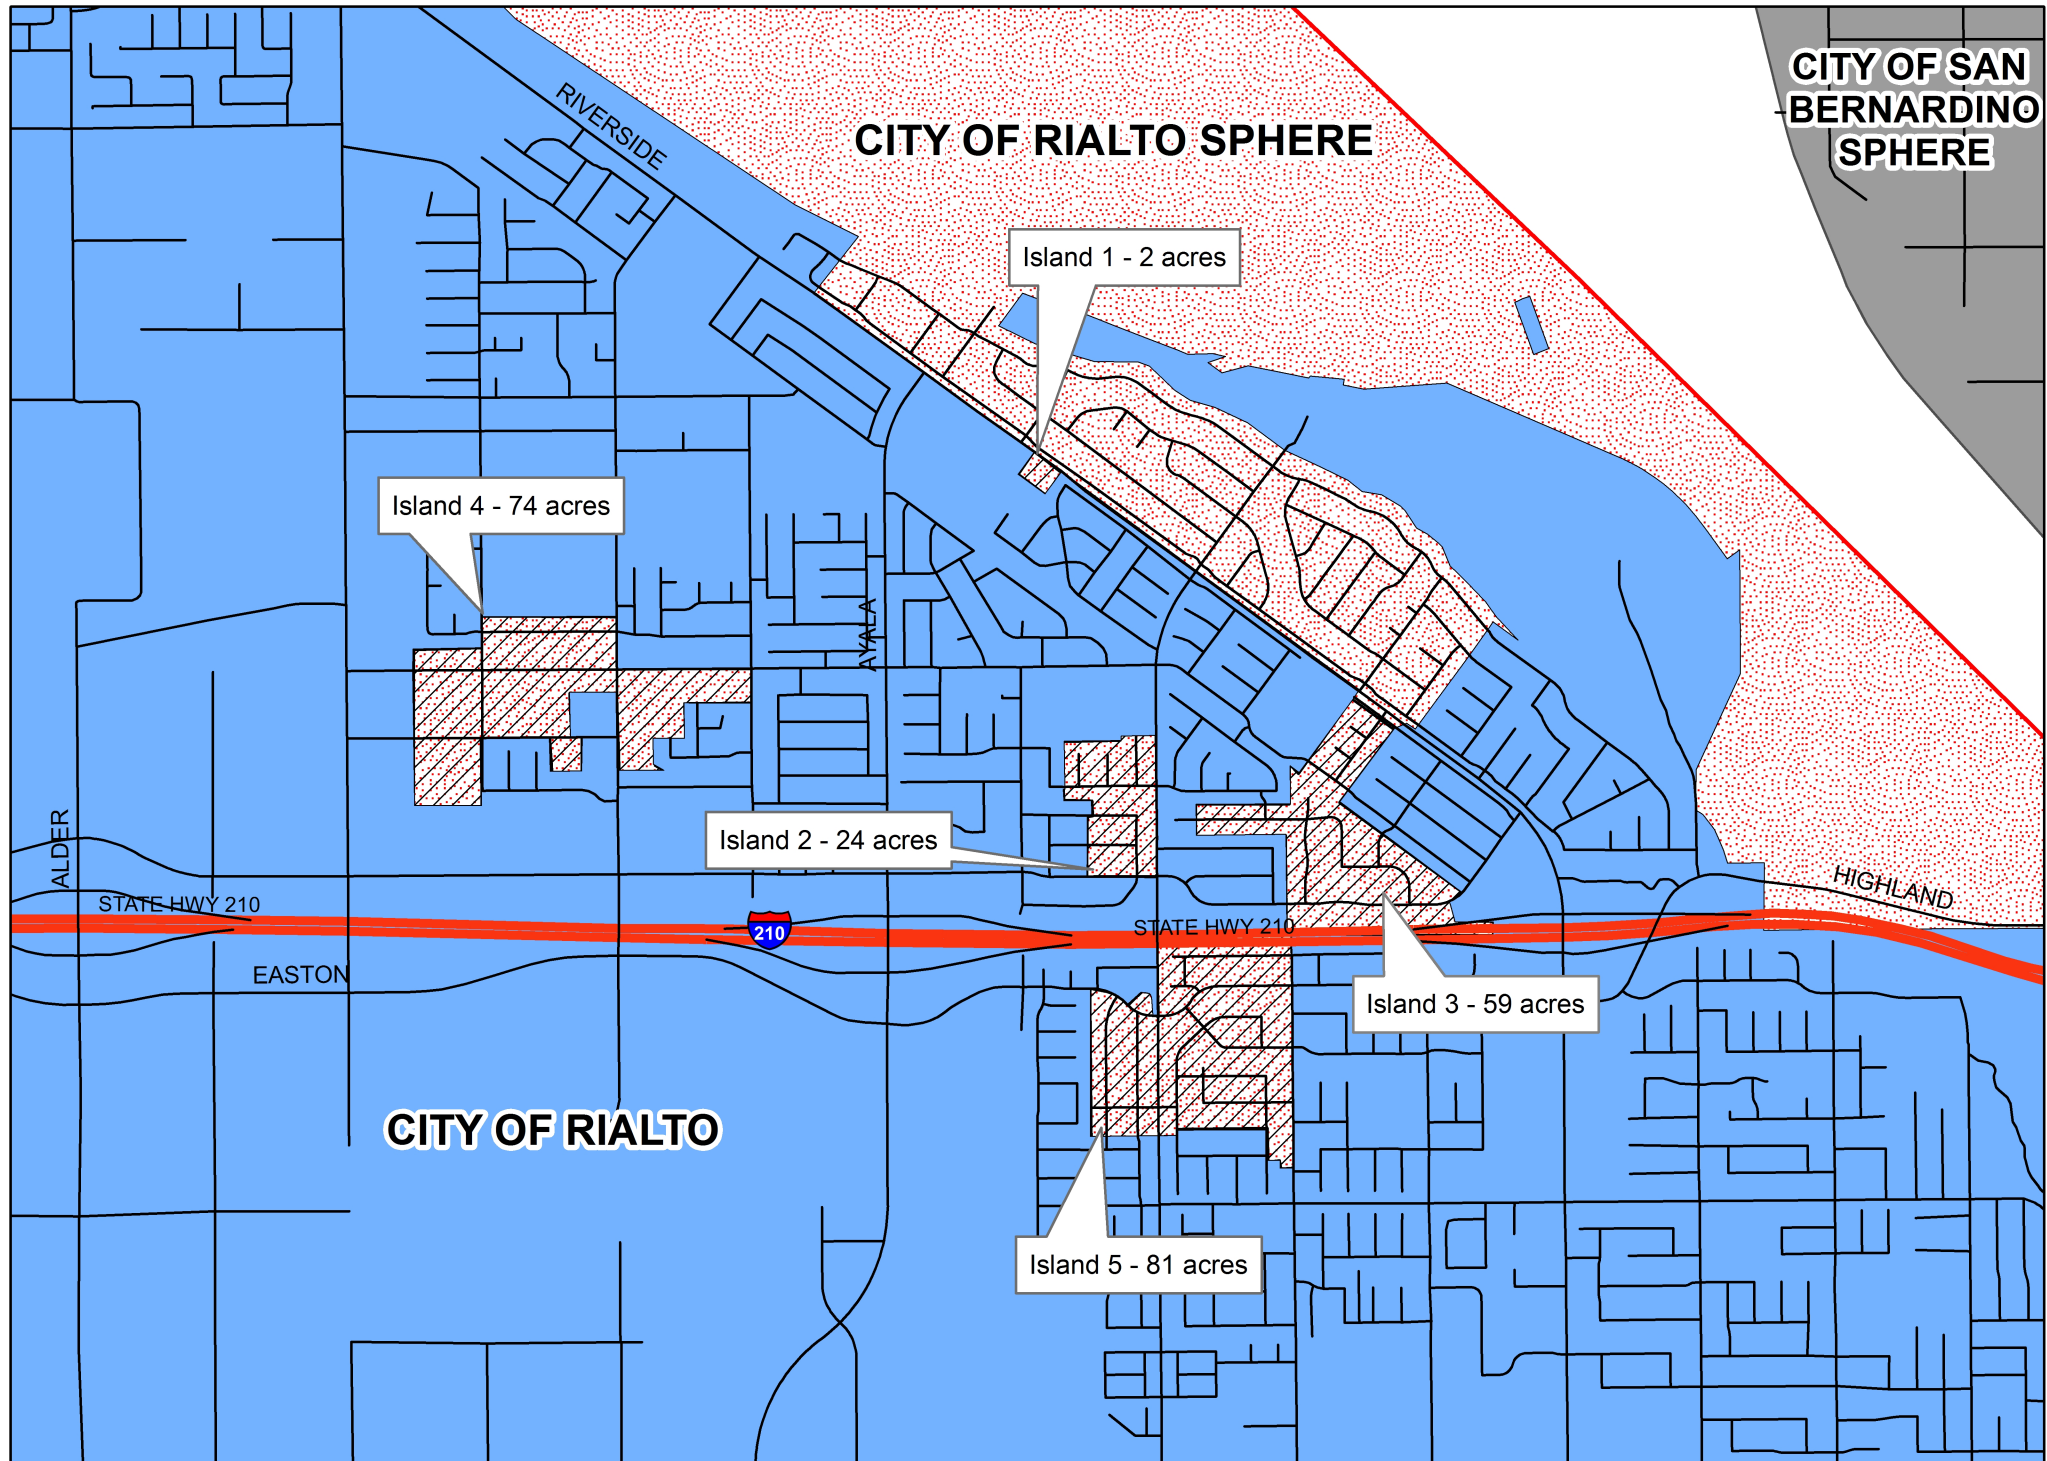 CITY OF SAN
BERNARDINO
SPHERE
RIVERSIDE
CITY OF RIALTO SPHERE
Island 1 - 2 acres
Island 4 - 74 acres
AYALA
ALDER
Island 2 - 24 acres
HIGHLAND
STATE HWY 210
210
STATE HWY 210
EASTON
Island 3 - 59 acres
CITY OF RIALTO
Island 5 - 81 acres